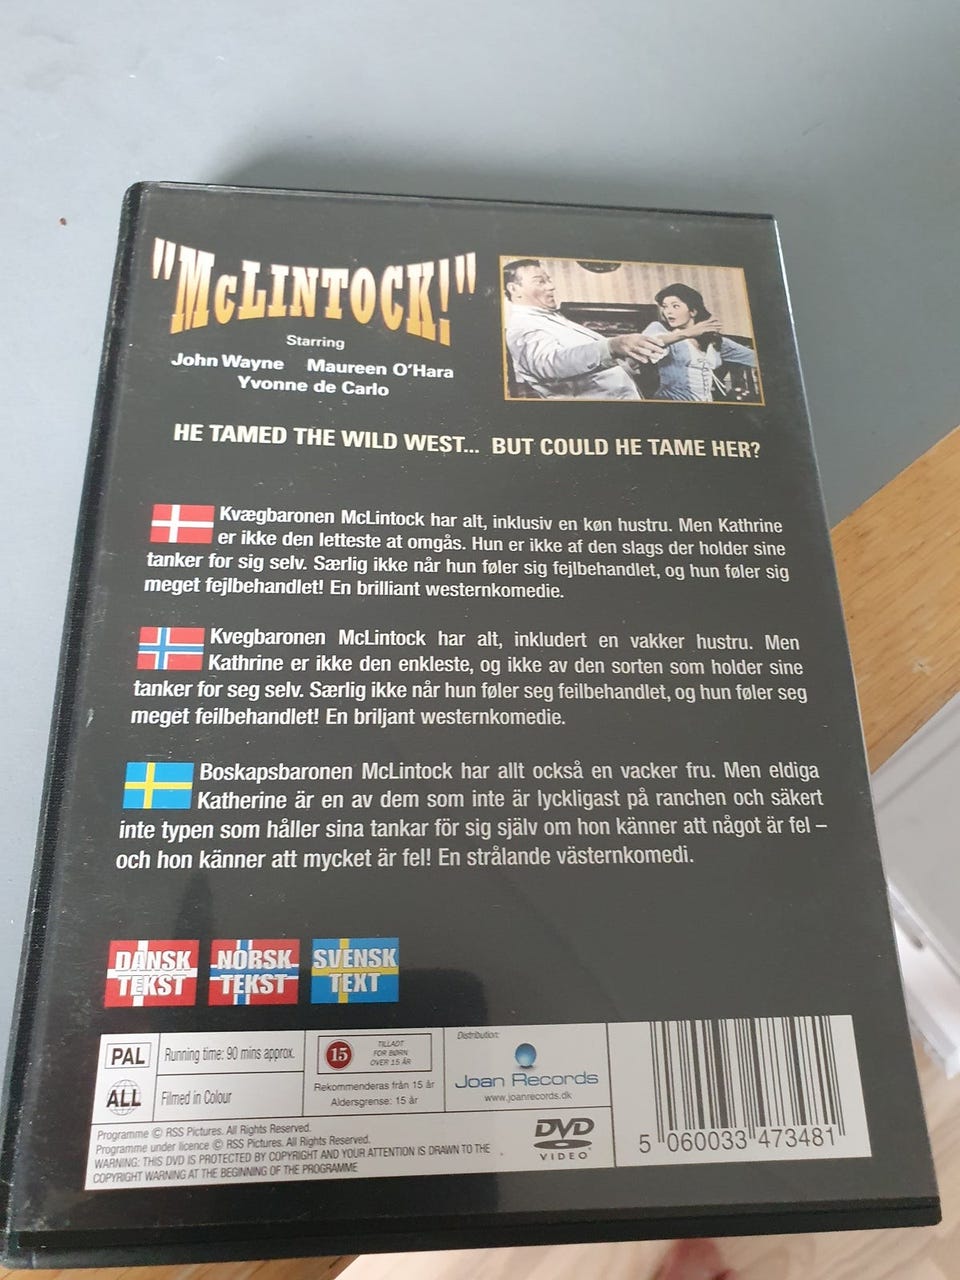 "McLINTOCK!"
Starring
John Wayne Maureen O'Hara
Yvonne de Carlo
HE TAMED THE WILD WEST... BUT COULD HE TAME HER?
Kvægbaronen McLintock har alt, inklusiv en køn hustru. Men Kathrine
er ikke den letteste at omgås. Hun er ikke af den slags der holder sine
tanker for sig selv. Særlig ikke når hun føler sig fejlbehandlet, og hun føler sig
meget fejlbehandlet! En brilliant westernkomedie.
Kvegbaronen McLintock har alt, inkludert en vakker hustru. Men
Kathrine er ikke den enkleste, og ikke av den sorten som holder sine
tanker for seg selv. Særlig ikke når hun føler seg feilbehandlet, og hun føler seg
meget feilbehandlet! En briljant westernkomedie.
Boskapsbaronen McLintock har allt också en vacker fru. Men eldiga
Katherine är en av dem som inte är lyckligast på ranchen och säkert
inte typen som håller sina tankar för sig själv om hon känner att något är fel –
och hon känner att mycket är fel! En strålande västernkomedi.
DANSK
TEKST
NORSK
TEKST
SVENSK
TEXT
PAL
Running time: 90 mins approx.
ALL
Filmed in Colour
15
TILLADT
FOR BØRN
OVER 15 ÅR
Rekommenderas från 15 år
Aldersgrense: 15 år
Distribution:
Joan Records
www.joanrecords.dk
Programme © RSS Pictures. All Rights Reserved.
Programme under licence © RSS Pictures. All Rights Reserved.
WARNING: THIS DVD IS PROTECTED BY COPYRIGHT AND YOUR ATTENTION IS DRAWN TO THE
COPYRIGHT WARNING AT THE BEGINNING OF THE PROGRAMME
DVD
VIDEO
5 060033 473481